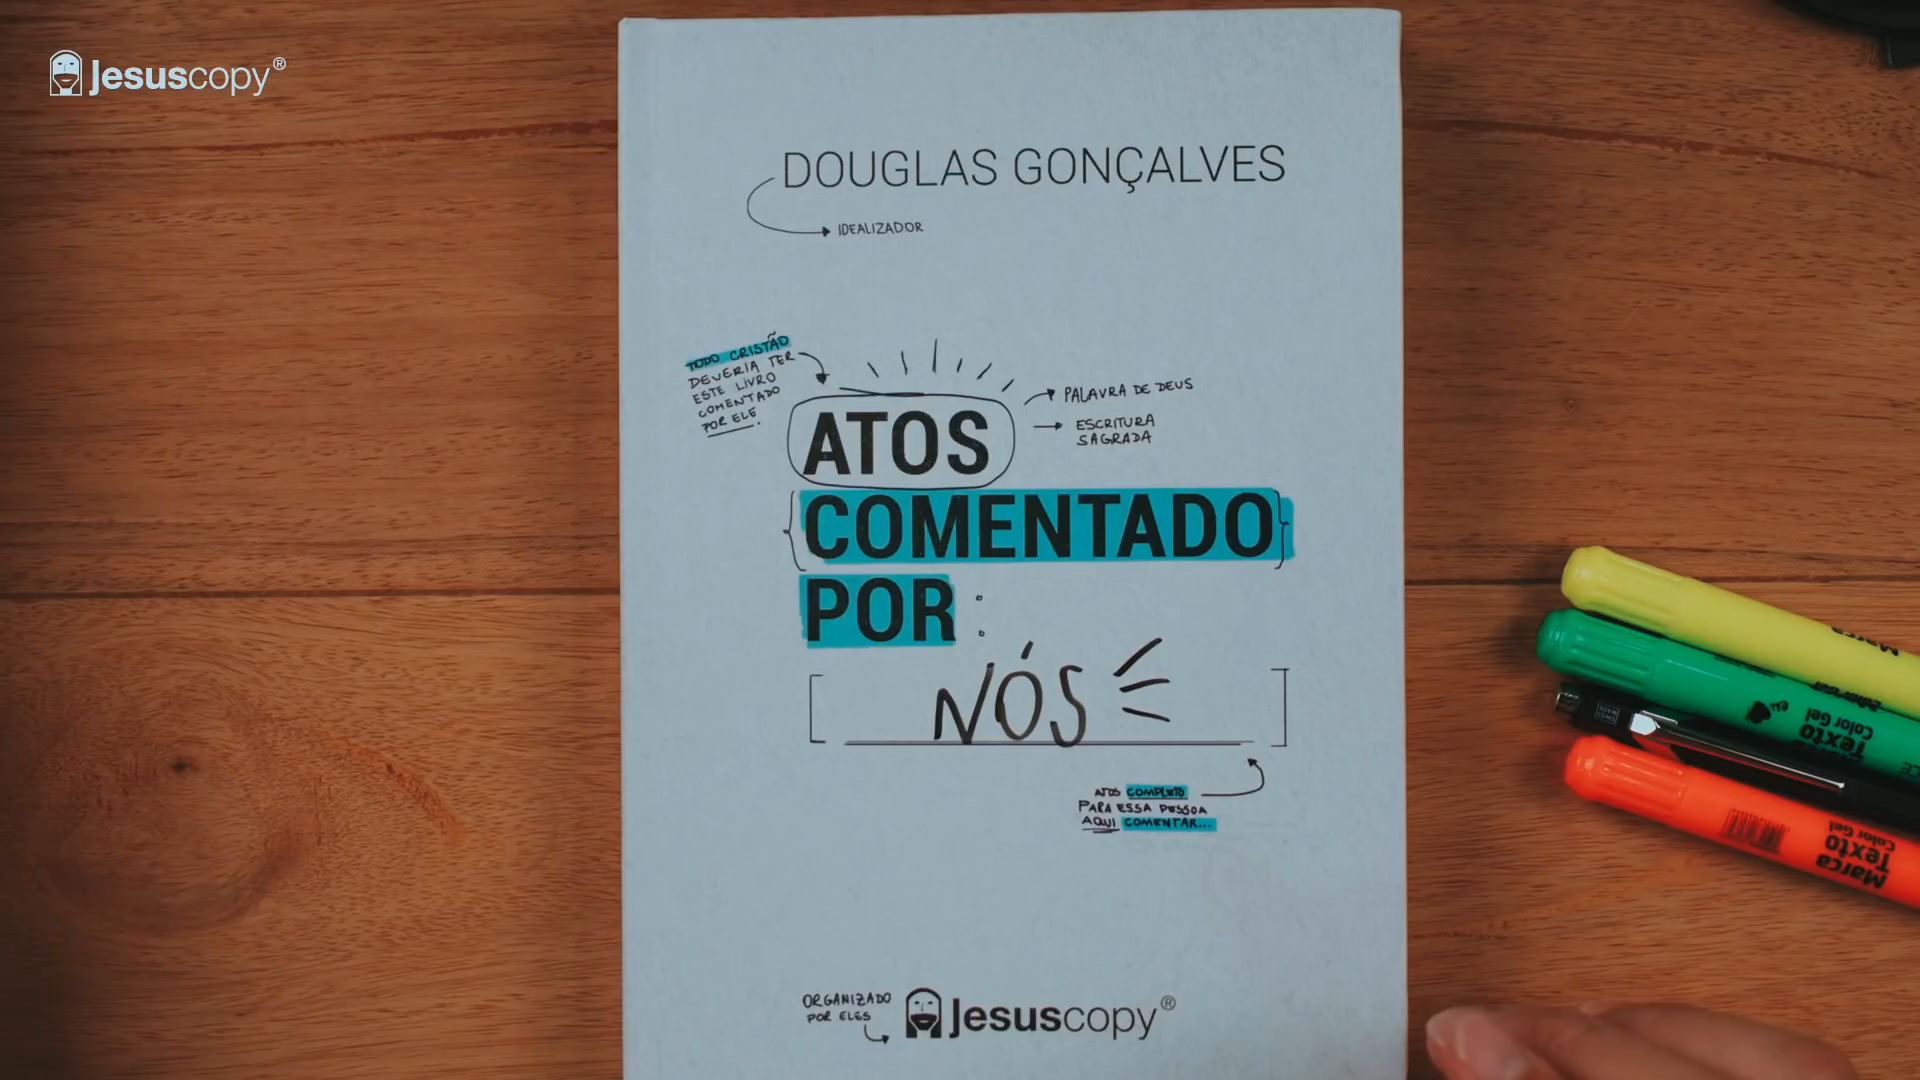 Jesuscopy®
DOUGLAS GONÇALVES
IDEALIZADOR
TODO CRISTÃO
DEVERIA TER
ESTE LIVRO
COMENTADO
POR ELE.
PALAVRA DE DEUS
ESCRITURA
SAGRADA
ATOS
{COMENTADO}
POR:
[NÓS]
ATOS COMPLETO
PARA ESSA PESSOA
AQUI COMENTAR...
ORGANIZADO
POR ELES
Jesuscopy®
Marca
eu
Marca
Texto
Color Gel
Texto
Color Gel